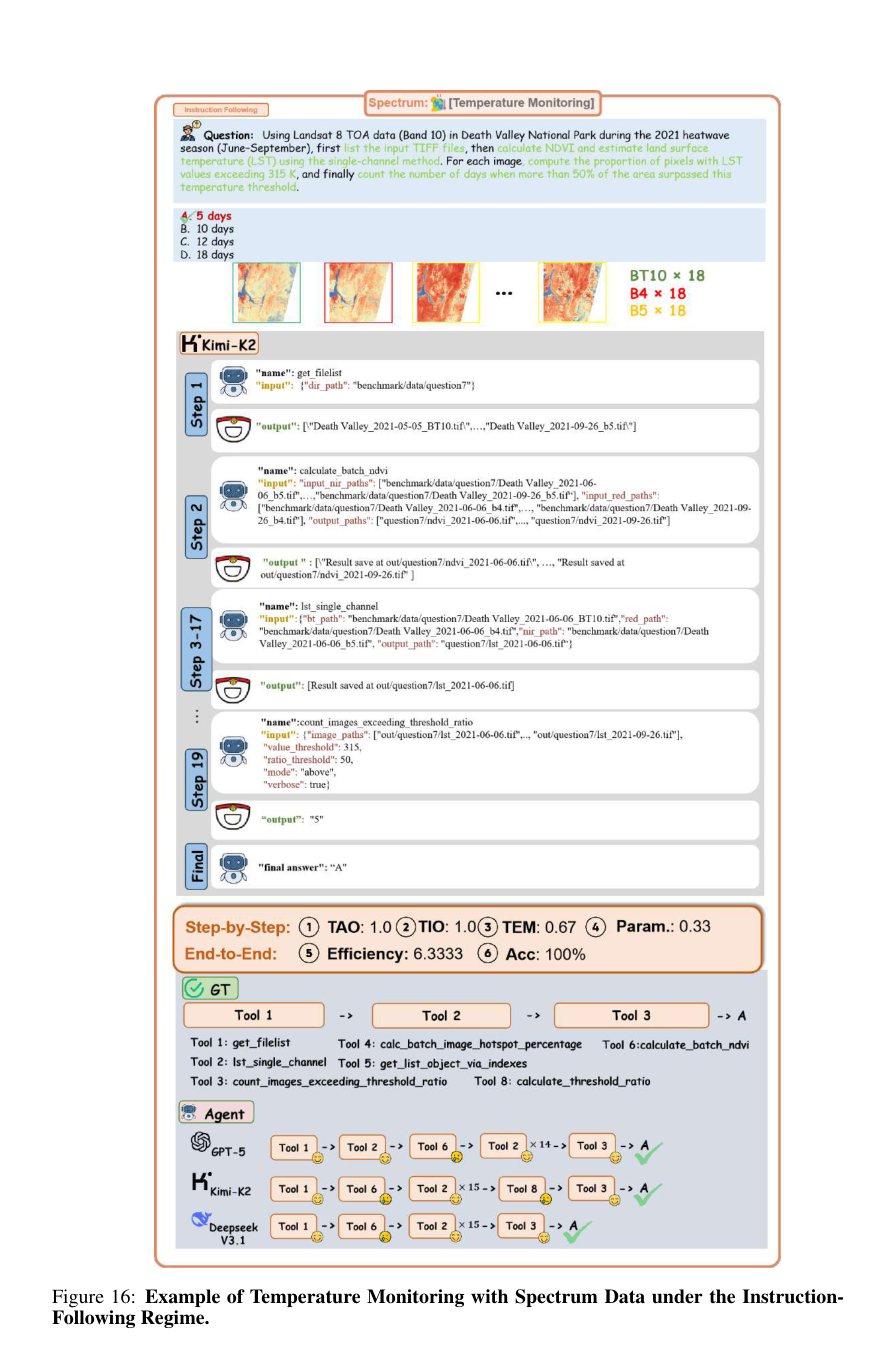 Instruction Following
Spectrum: [Temperature Monitoring]
Question: Using Landsat 8 TOA data (Band 10) in Death Valley National Park during the 2021 heatwave
season (June–September), first list the input TIFF files, then calculate NDVI and estimate land surface
temperature (LST) using the single-channel method. For each image, compute the proportion of pixels with LST
values exceeding 315 K, and finally count the number of days when more than 50% of the area surpassed this
temperature threshold.
A. 5 days
B. 10 days
C. 12 days
D. 18 days
...
BT10 × 18
B4 × 18
B5 × 18
Kimi-K2
Step 1
"name": get_filelist
"input": {"dir_path": "benchmark/data/question7"}
"output": [\"Death Valley_2021-05-05_BT10.tif\",…,"Death Valley_2021-09-26_b5.tif\"]
Step 2
"name": calculate_batch_ndvi
"input": "input_nir_paths": ["benchmark/data/question7/Death Valley_2021-06-
06_b5.tif",…,"benchmark/data/question7/Death Valley_2021-09-26_b5.tif"], "input_red_paths":
["benchmark/data/question7/Death Valley_2021-06-06_b4.tif",…, "benchmark/data/question7/Death Valley_2021-09-
26_b4.tif"], "output_paths": ["question7/ndvi_2021-06-06.tif",..., "question7/ndvi_2021-09-26.tif"]
"output " : [\"Result save at out/question7/ndvi_2021-06-06.tif\", …, "Result saved at
out/question7/ndvi_2021-09-26.tif" ]
Step 3-17
"name": lst_single_channel
"input":{"bt_path": "benchmark/data/question7/Death Valley_2021-06-06_BT10.tif","red_path":
"benchmark/data/question7/Death Valley_2021-06-06_b4.tif","nir_path": "benchmark/data/question7/Death
Valley_2021-06-06_b5.tif", "output_path": "question7/lst_2021-06-06.tif"}
"output": [Result saved at out/question7/lst_2021-06-06.tif]
...
Step 19
"name":count_images_exceeding_threshold_ratio
"input": {"image_paths": ["out/question7/lst_2021-06-06.tif",.., "out/question7/lst_2021-09-26.tif"],
"value_threshold": 315,
"ratio_threshold": 50,
"mode": "above",
"verbose": true}
"output": "5"
Final
"final answer": "A"
Step-by-Step: 1 TAO: 1.0 2 TIO: 1.0 3 TEM: 0.67 4 Param.: 0.33
End-to-End: 5 Efficiency: 6.3333 6 Acc: 100%
GT
Tool 1 -> Tool 2 -> Tool 3 -> A
Tool 1: get_filelist Tool 4: calc_batch_image_hotspot_percentage Tool 6:calculate_batch_ndvi
Tool 2: lst_single_channel Tool 5: get_list_object_via_indexes
Tool 3: count_images_exceeding_threshold_ratio Tool 8: calculate_threshold_ratio
Agent
GPT-5 Tool 1 -> Tool 2 -> Tool 6 -> Tool 2 × 14 -> Tool 3 -> A
Kimi-K2 Tool 1 -> Tool 6 -> Tool 2 × 15 -> Tool 8 -> Tool 3 -> A
Deepseek V3.1 Tool 1 -> Tool 6 -> Tool 2 × 15 -> Tool 3 -> A
Figure 16: Example of Temperature Monitoring with Spectrum Data under the Instruction-
Following Regime.